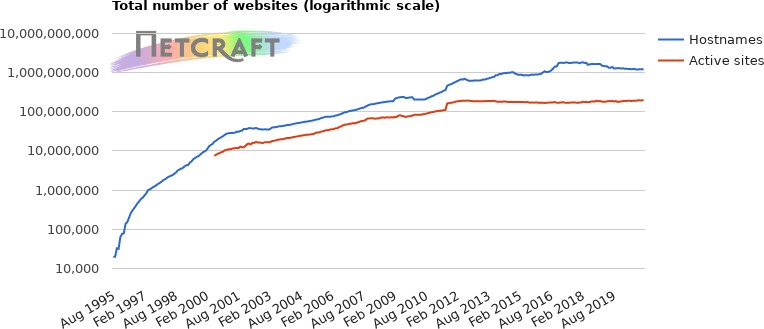 Total number of websites (logarithmic scale)
NETCRAFT
10,000,000,000
1,000,000,000
100,000,000
10,000,000
1,000,000
100,000
10,000
Hostnames
Active sites
Aug 1995
Feb 1997
Aug 1998
Feb 2000
Aug 2001
Feb 2003
Aug 2004
Feb 2006
Aug 2007
Feb 2009
Aug 2010
Feb 2012
Aug 2013
Feb 2015
Aug 2016
Feb 2018
Aug 2019